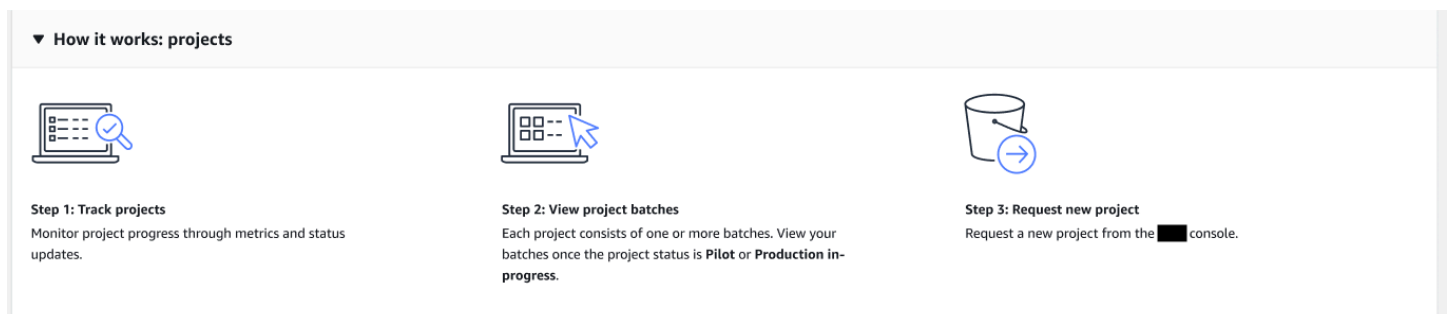 How it works: projects
Step 1: Track projects
Monitor project progress through metrics and status
updates.
Step 2: View project batches
Each project consists of one or more batches. View your
batches once the project status is Pilot or Production in-
progress.
Step 3: Request new project
Request a new project from the console.